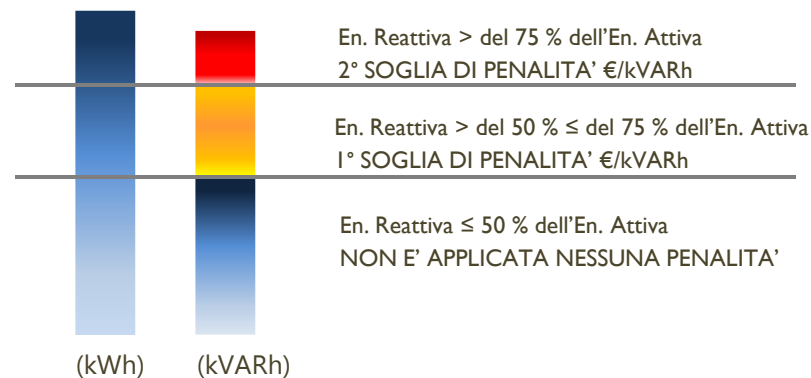 En. Reattiva > del 75 % dell’En. Attiva
2° SOGLIA DI PENALITA’ €/kVARh
En. Reattiva > del 50 % ≤ del 75 % dell’En. Attiva
1° SOGLIA DI PENALITA’ €/kVARh
En. Reattiva ≤ 50 % dell’En. Attiva
NON E’ APPLICATA NESSUNA PENALITA’
(kWh) (kVARh)